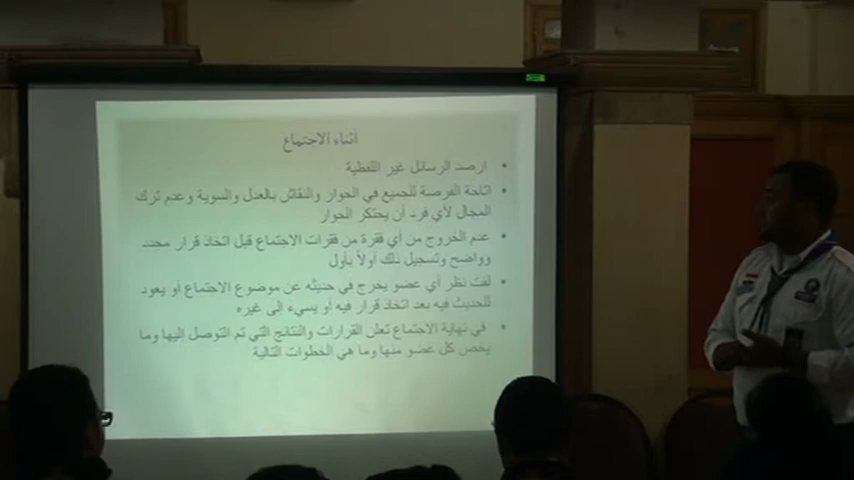 أثناء الاجتماع
ارصد الرسائل غير اللفظية
اتاحة الفرصة للجميع في الحوار والنقاش بالعدل والسوية وعدم ترك
المجال لأي فرد أن يحتكر الحوار
عدم الخروج من أي فقرة من فقرات الاجتماع قبل اتخاذ قرار محدد
وواضح وتسجيل ذلك أولاً بأول
لفت نظر أي عضو يخرج في حديثه عن موضوع الاجتماع أو يعود
للحديث فيه بعد اتخاذ قرار فيه أو يسيء إلى غيره
في نهاية الاجتماع تعلن القرارات والنتائج التي تم التوصل إليها وما
يخص كل عضو منها وما هي الخطوات التالية